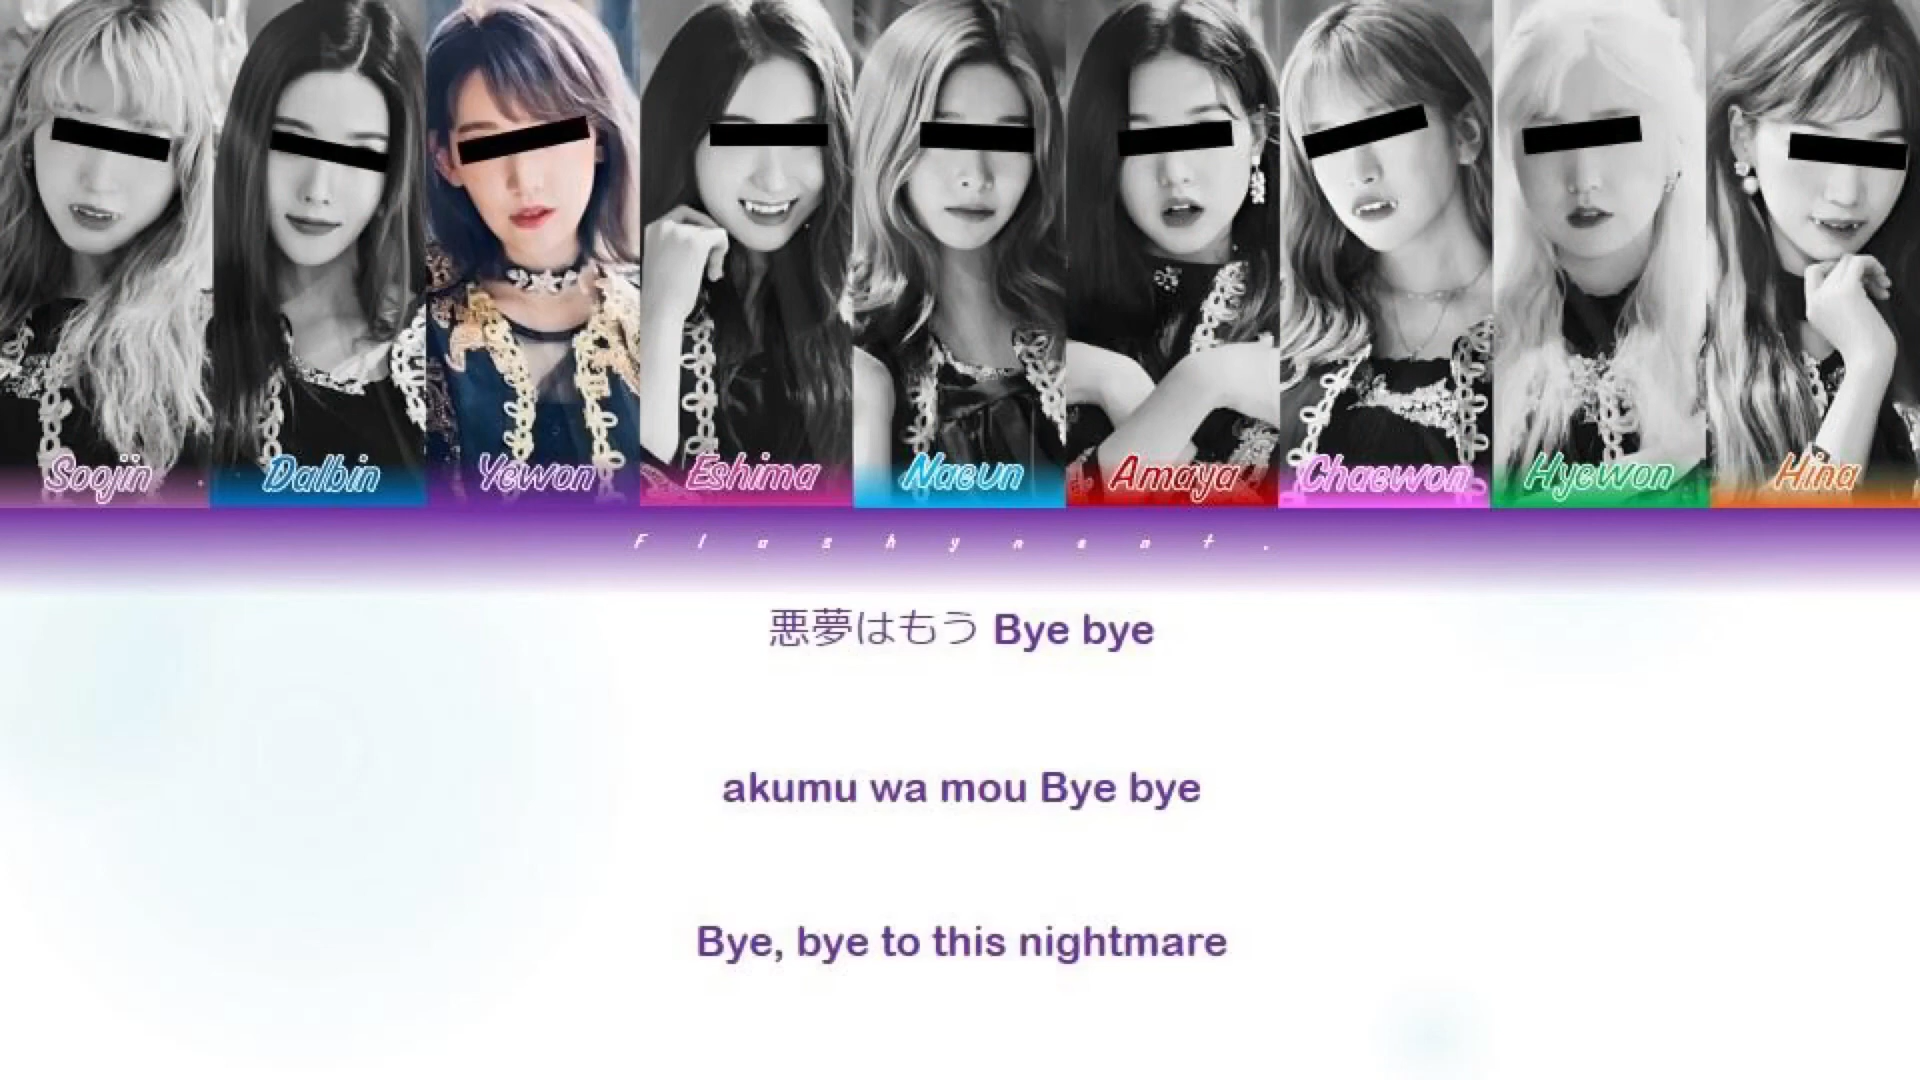 Soojin Dalbin Yewon Eshima Naeun Amaya Chaewon Hyewon Hina
Flashyneot.
悪夢はもう Bye bye
akumu wa mou Bye bye
Bye, bye to this nightmare